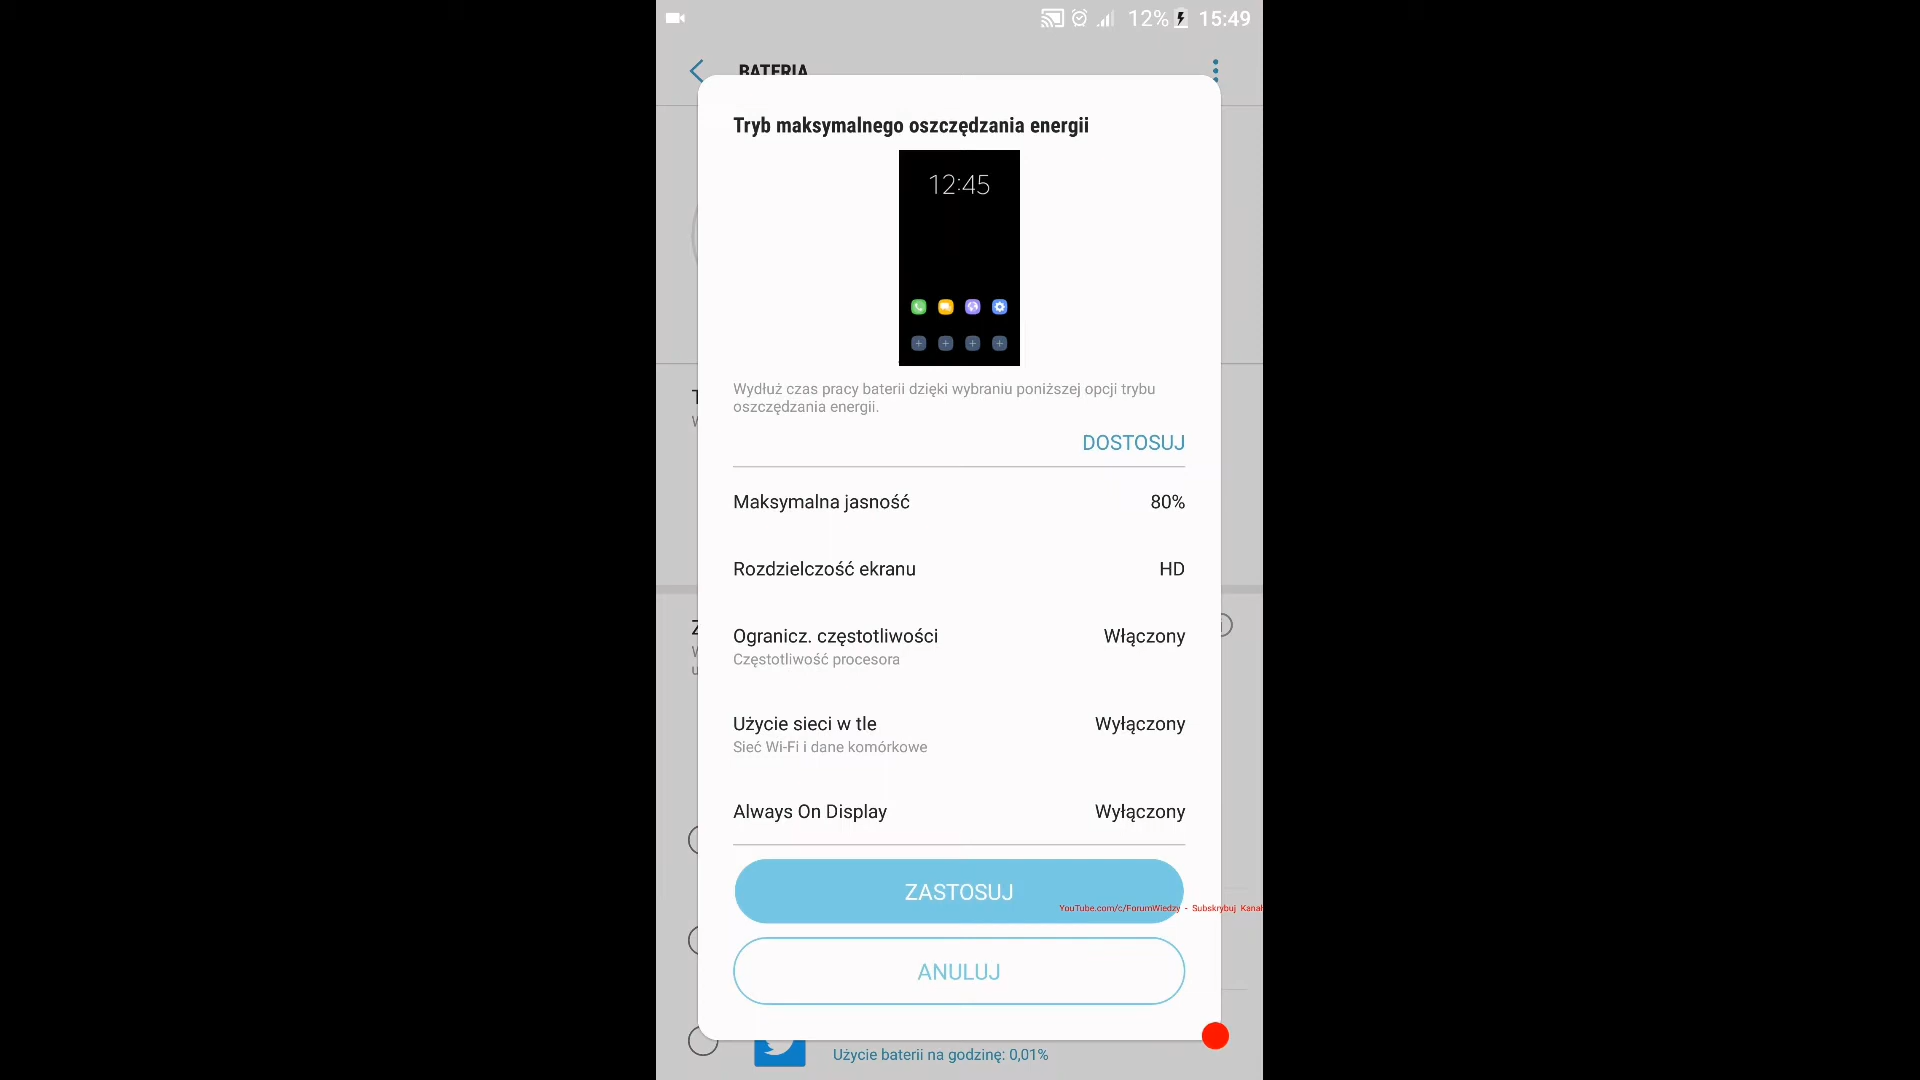 12% 15:49
BATERIA
Tryb maksymalnego oszczędzania energii
12:45
Wydłuż czas pracy baterii dzięki wybraniu poniższej opcji trybu
oszczędzania energii.
DOSTOSUJ
Maksymalna jasność 80%
Rozdzielczość ekranu HD
Ogranicz. częstotliwości Włączony
Częstotliwość procesora
Użycie sieci w tle Wyłączony
Sieć Wi-Fi i dane komórkowe
Always On Display Wyłączony
ZASTOSUJ
YouTube.com/c/ForumWiedzy - Subskrybuj
ANULUJ
Użycie baterii na godzinę: 0,01%